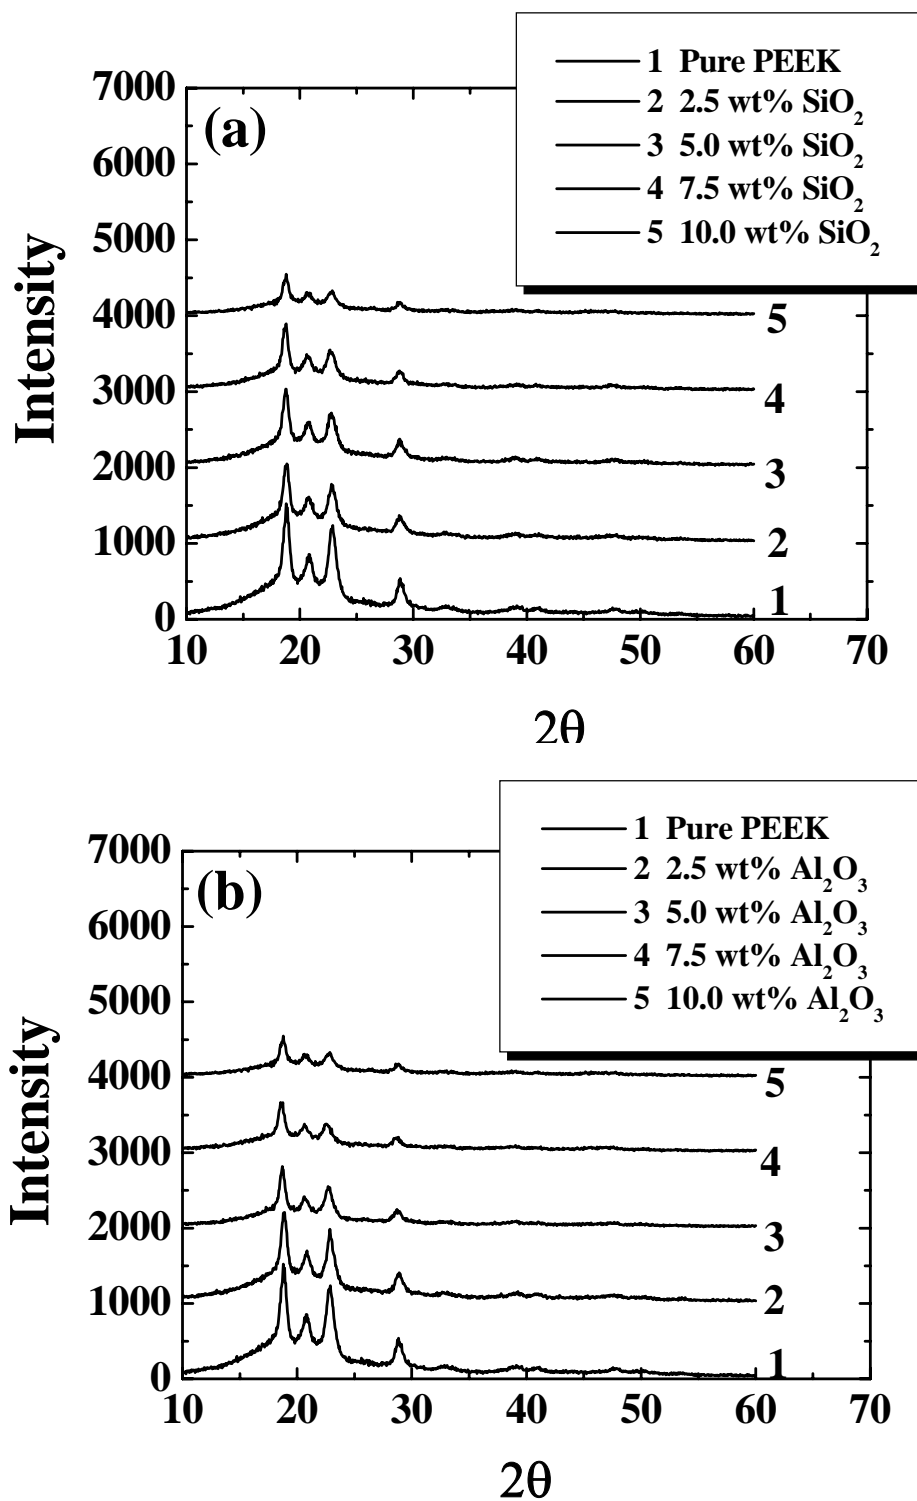 1 Pure PEEK
2 2.5 wt% SiO₂
3 5.0 wt% SiO₂
4 7.5 wt% SiO₂
5 10.0 wt% SiO₂
(a)
7000
6000
5000
4000
3000
2000
1000
0
Intensity
5
4
3
2
1
10 20 30 40 50 60 70
2θ
1 Pure PEEK
2 2.5 wt% Al₂O₃
3 5.0 wt% Al₂O₃
4 7.5 wt% Al₂O₃
5 10.0 wt% Al₂O₃
(b)
7000
6000
5000
4000
3000
2000
1000
0
Intensity
5
4
3
2
1
10 20 30 40 50 60 70
2θ